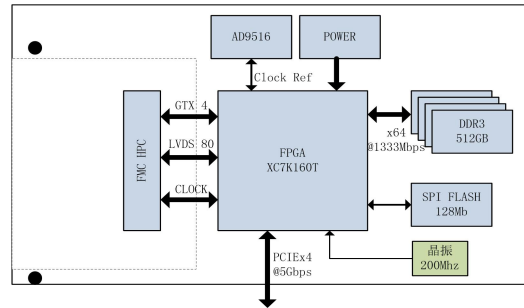 AD9516
POWER
Clock Ref
GTX 4
LVDS 80
CLOCK
FMC HPC
FPGA
XC7K160T
x64
@1333Mbps
DDR3
512GB
SPI FLASH
128Mb
晶振
200Mhz
PCIEx4
@5Gbps